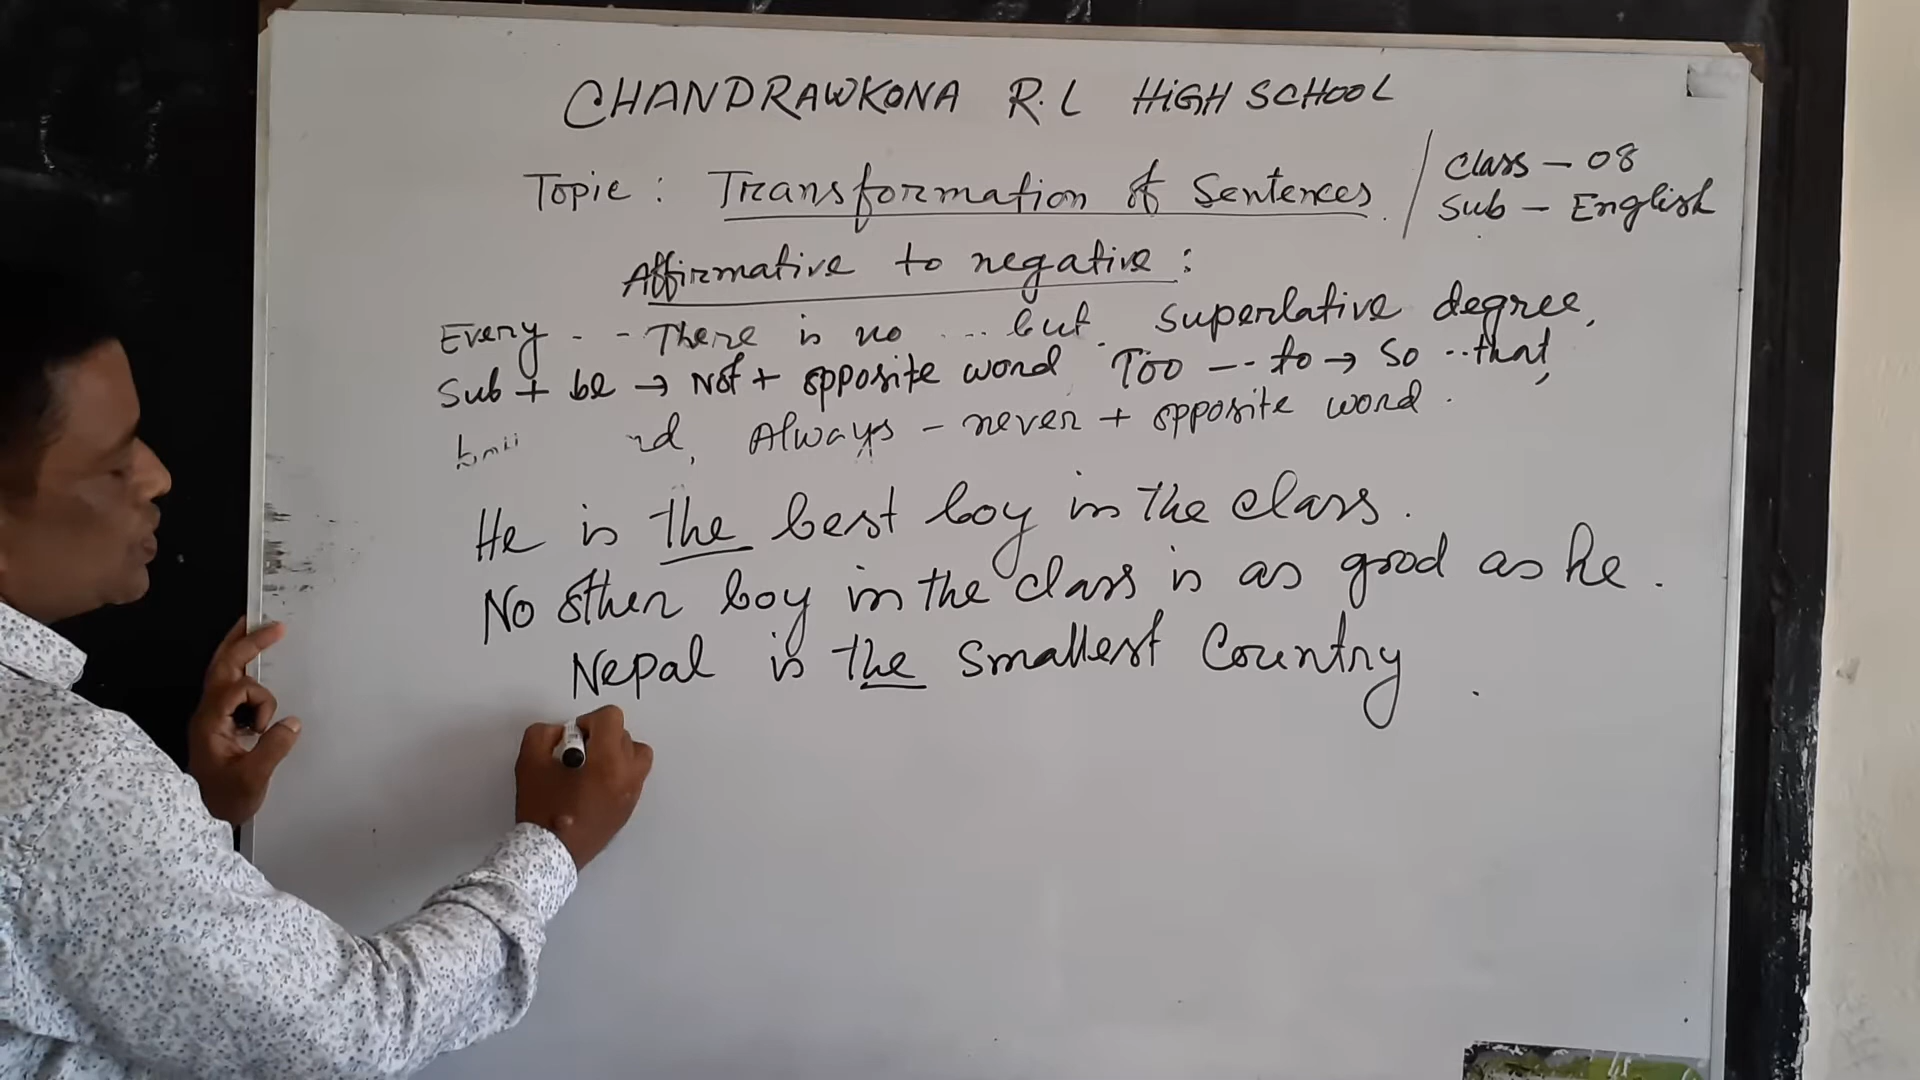 CHANDRAWKONA R.L HIGH SCHOOL
Topic : Transformation of Sentences.
Class - 08
Sub - English
Affirmative to negative :
Every - - There is no ... but. Superlative degree,
Sub + be → Not + opposite word Too --- to → So ..that,
Always - never + opposite word.
He is the best boy in the class.
No other boy in the class is as good as he.
Nepal is the smallest Country .